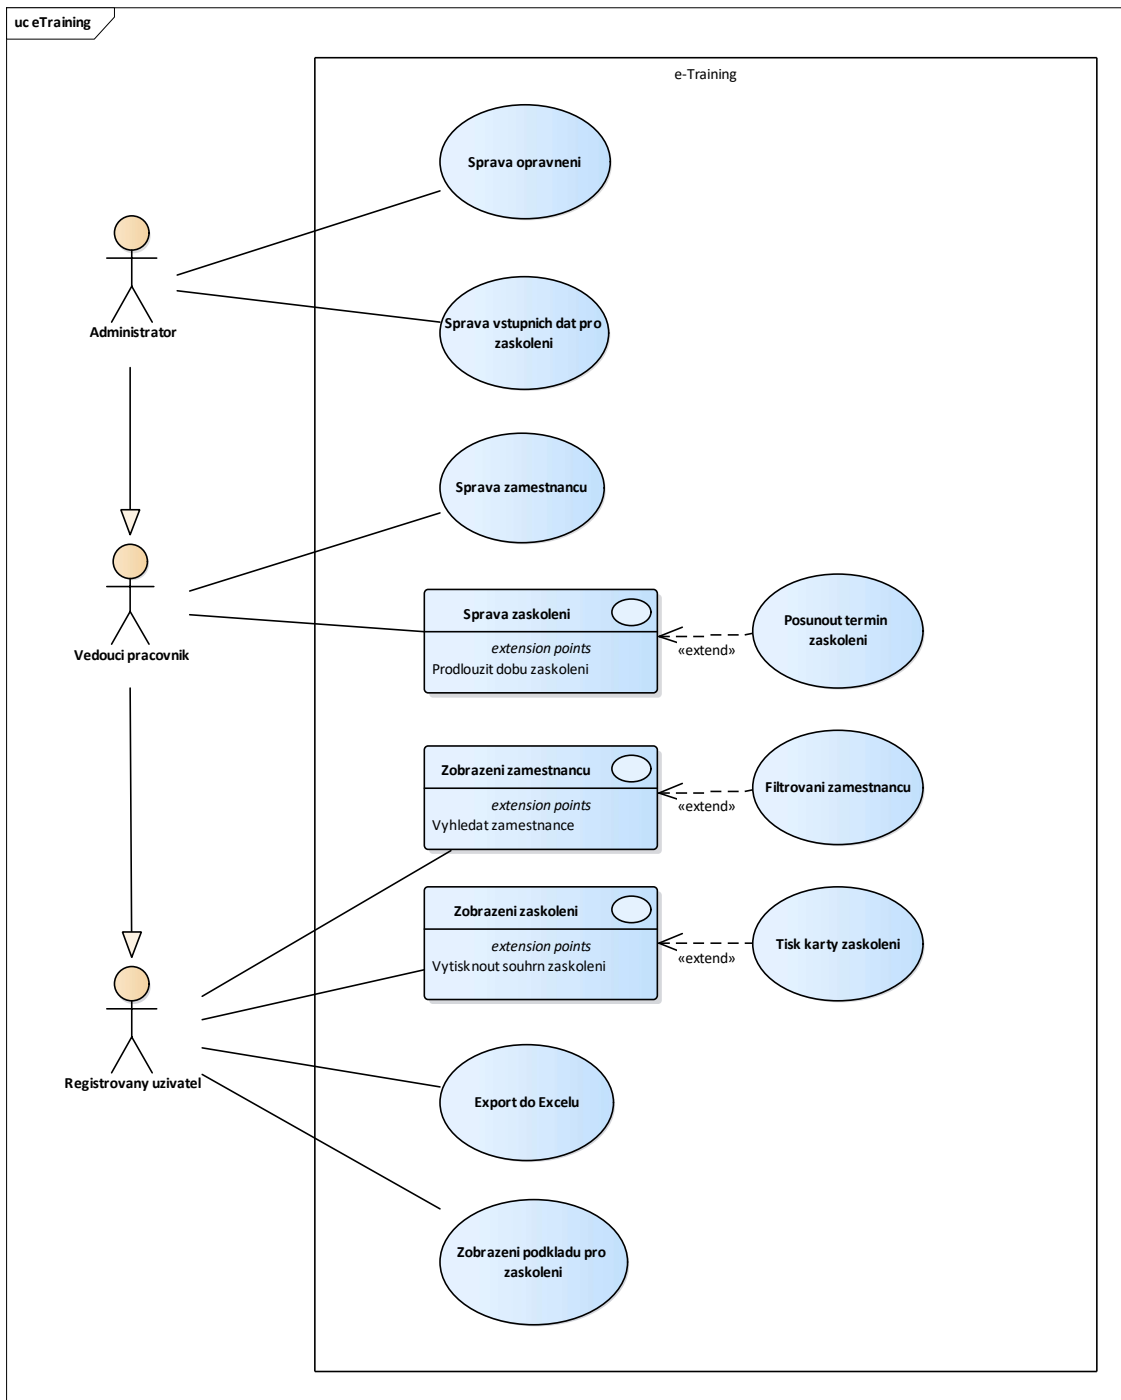 uc eTraining
e-Training
Sprava opravneni
Administrator
Sprava vstupnich dat pro
zaskoleni
Sprava zamestnancu
Vedouci pracovnik
Sprava zaskoleni
extension points
Prodlouzit dobu zaskoleni
«extend»
Posunout termin
zaskoleni
Zobrazeni zamestnancu
extension points
Vyhledat zamestnance
«extend»
Filtrovani zamestnancu
Zobrazeni zaskoleni
extension points
Vytisknout souhrn zaskoleni
«extend»
Tisk karty zaskoleni
Registrovany uzivatel
Export do Excelu
Zobrazeni podkladu pro
zaskoleni